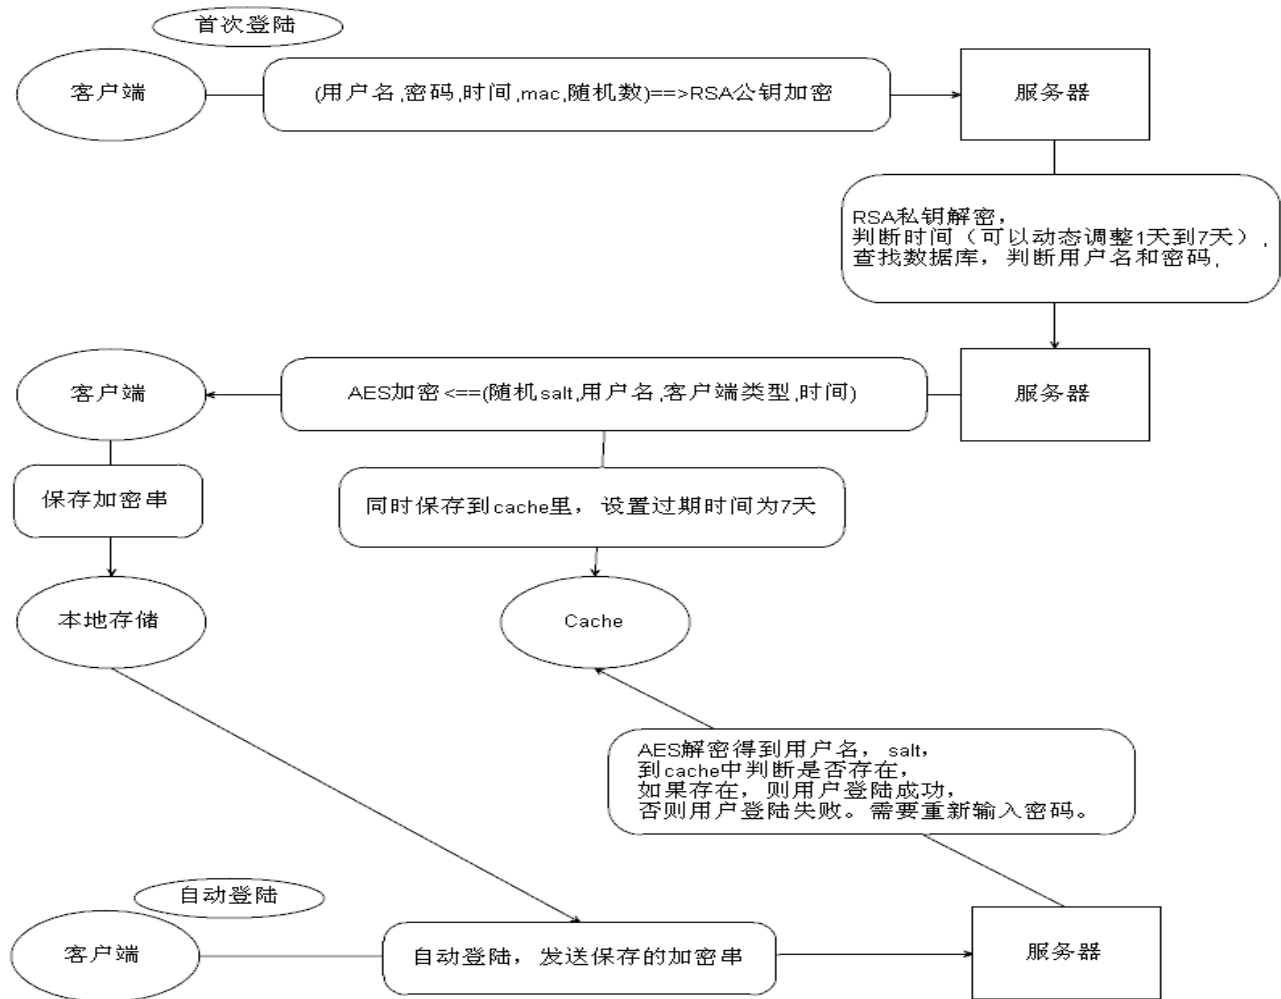 首次登陆
客户端
(用户名,密码,时间,mac,随机数)==>RSA公钥加密
服务器
RSA私钥解密，
判断时间（可以动态调整1天到7天）,
查找数据库，判断用户名和密码,
客户端
AES加密<==(随机salt,用户名,客户端类型,时间)
服务器
保存加密串
同时保存到cache里，设置过期时间为7天
本地存储
Cache
AES解密得到用户名，salt，
到cache中判断是否存在，
如果存在，则用户登陆成功，
否则用户登陆失败。需要重新输入密码。
自动登陆
客户端
自动登陆，发送保存的加密串
服务器